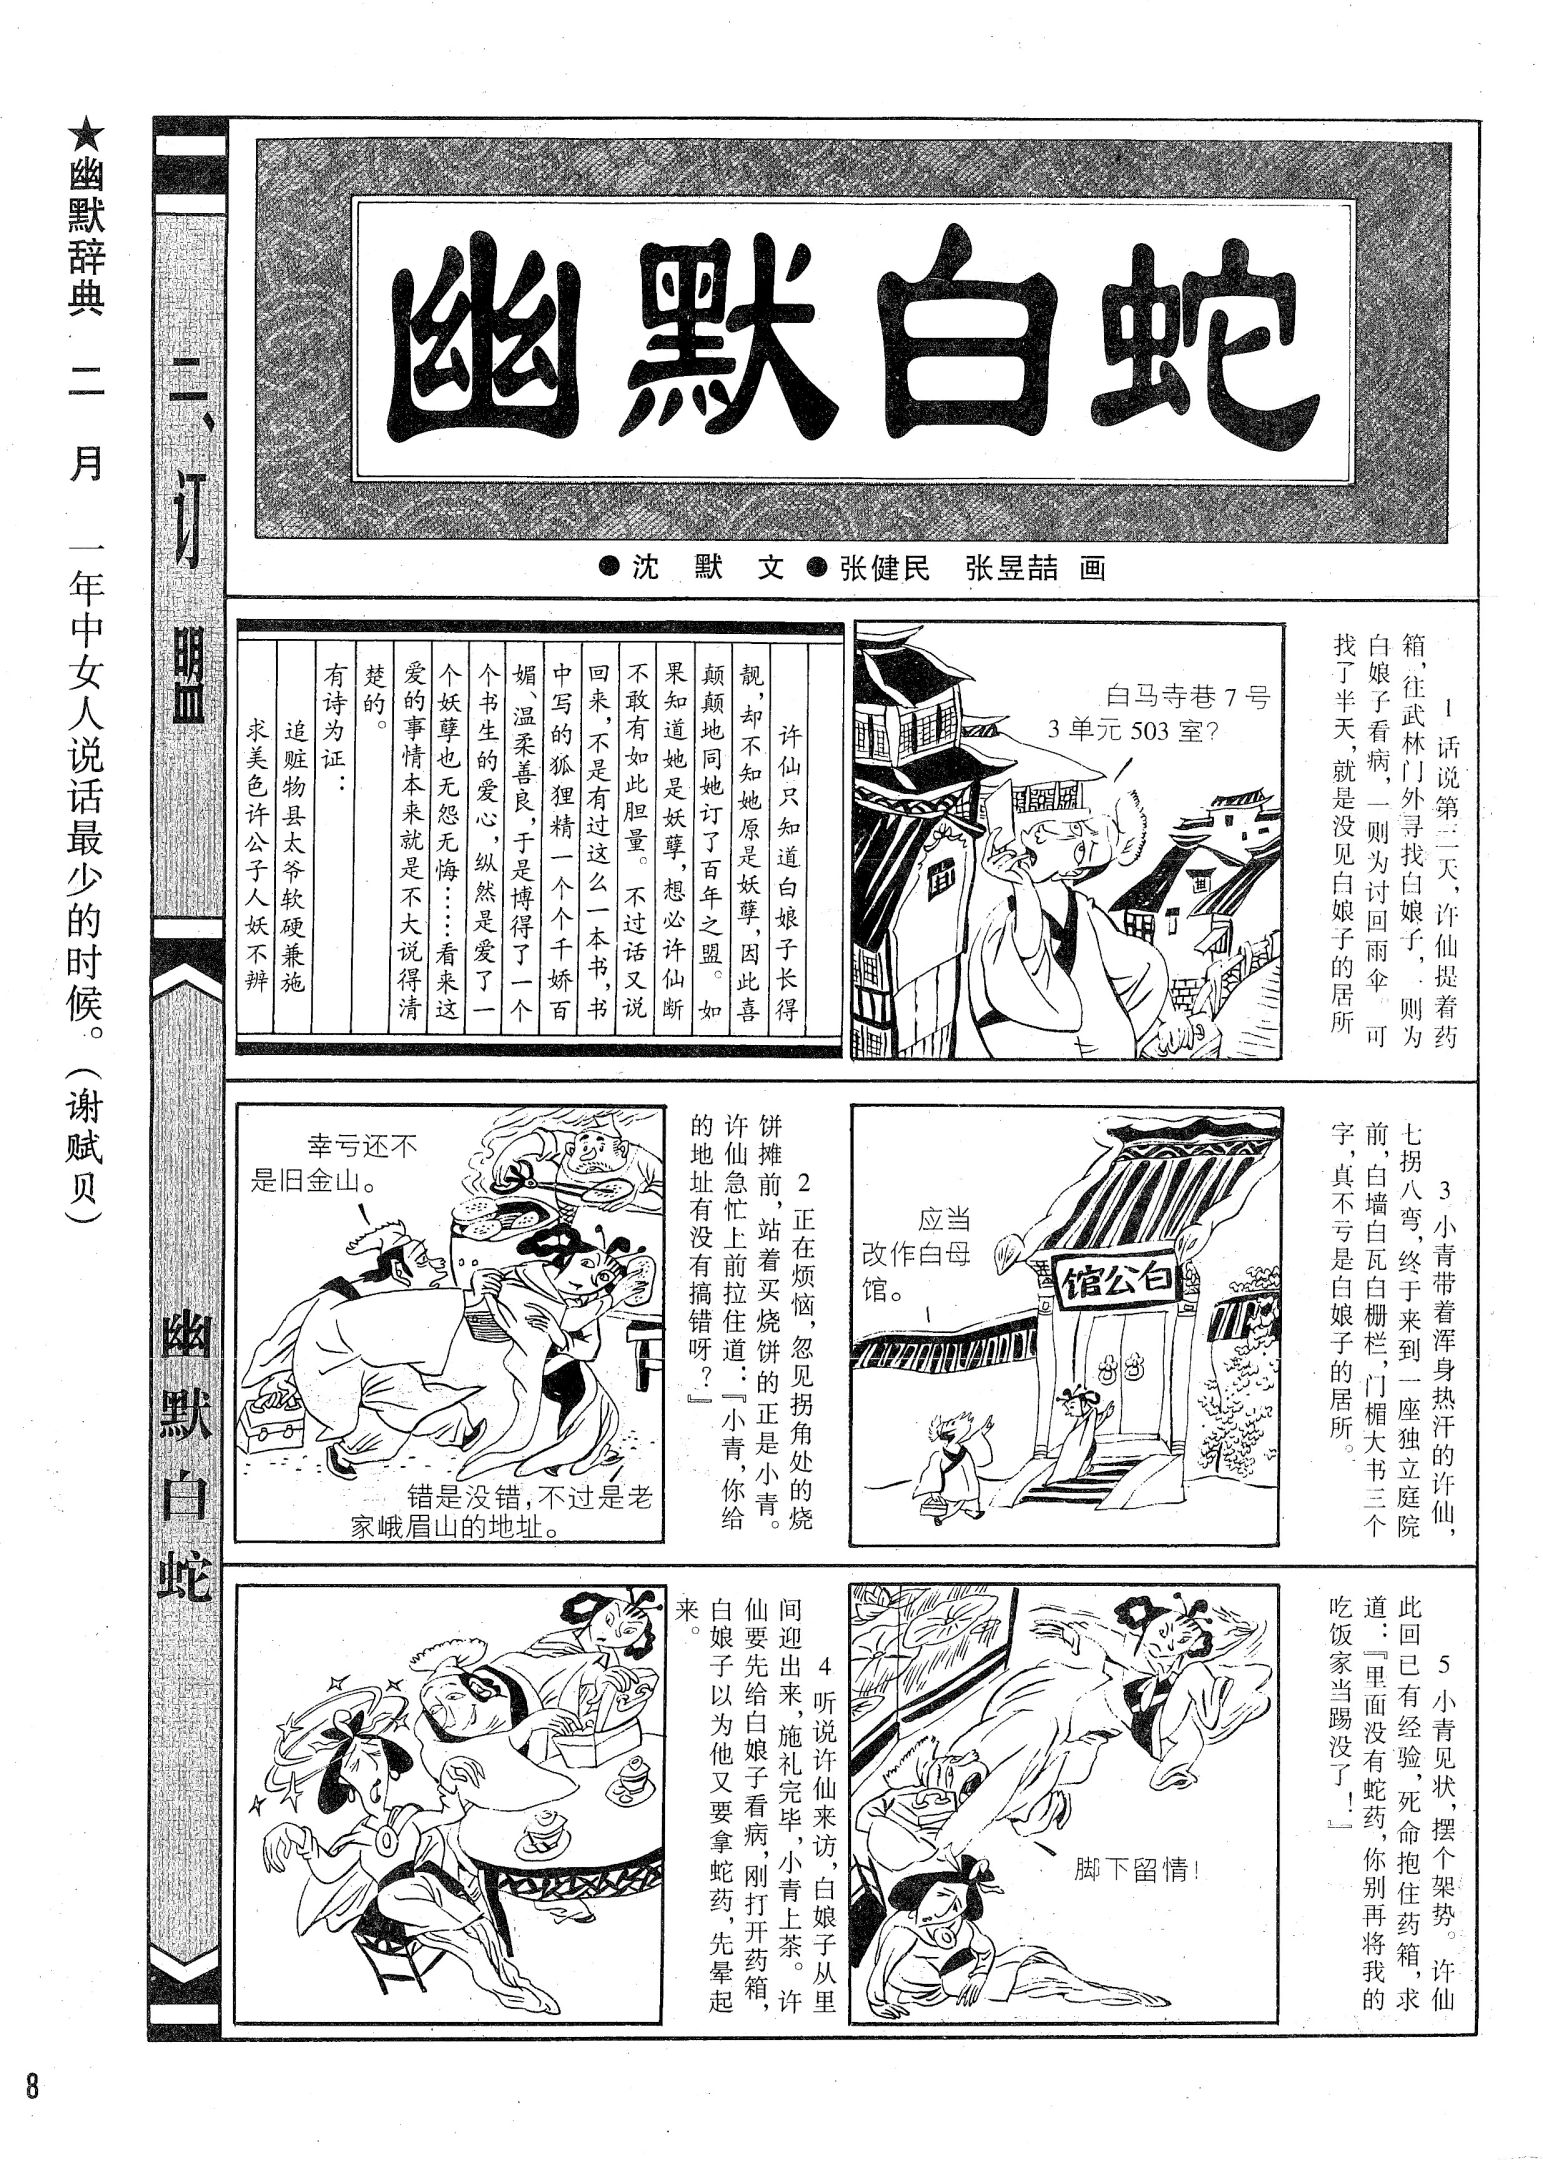 ★幽默辞典 二 月 一年中女人说话最少的时候。(谢赋贝)
二、订盟
幽默白蛇
幽默白蛇
●沈 默 文●张健民 张昱喆 画
许仙只知道白娘子长得
靓,却不知她原是妖孽,因此喜
颠颠地同她订了百年之盟。如
果知道她是妖孽,想必许仙断
不敢有如此胆量。不过话又说
回来,不是有过这么一本书,书
中写的狐狸精一个个千娇百
媚、温柔善良,于是博得了一个
个书生的爱心,纵然是爱了一
个妖孽也无怨无悔……看来这
爱的事情本来就是不大说得清
楚的。
有诗为证:
追赃物县太爷软硬兼施
求美色许公子人妖不辨
1 话说第二天,许仙提着药
箱,往武林门外寻找白娘子,一则为
白娘子看病,一则为讨回雨伞。可
找了半天,就是没见白娘子的居所
白马寺巷7号
3单元503室?
2 正在烦恼,忽见拐角处的烧
饼摊前,站着买烧饼的正是小青。
许仙急忙上前拉住道:『小青,你给
的地址有没有搞错呀?』
幸亏还不
是旧金山。
错是没错,不过是老
家峨眉山的地址。
3 小青带着浑身热汗的许仙,
七拐八弯,终于来到一座独立庭院
前,白墙白瓦白栅栏,门楣大书三个
字,真不亏是白娘子的居所。
应当
改作白母
馆。
白公馆
4 听说许仙来访,白娘子从里
间迎出来,施礼完毕,小青上茶。许
仙要先给白娘子看病,刚打开药箱,
白娘子以为他又要拿蛇药,先晕起
来。
5 小青见状,摆个架势。许仙
此回已有经验,死命抱住药箱,求
道:『里面没有蛇药,你别再将我的
吃饭家当踢没了!』
脚下留情!
8